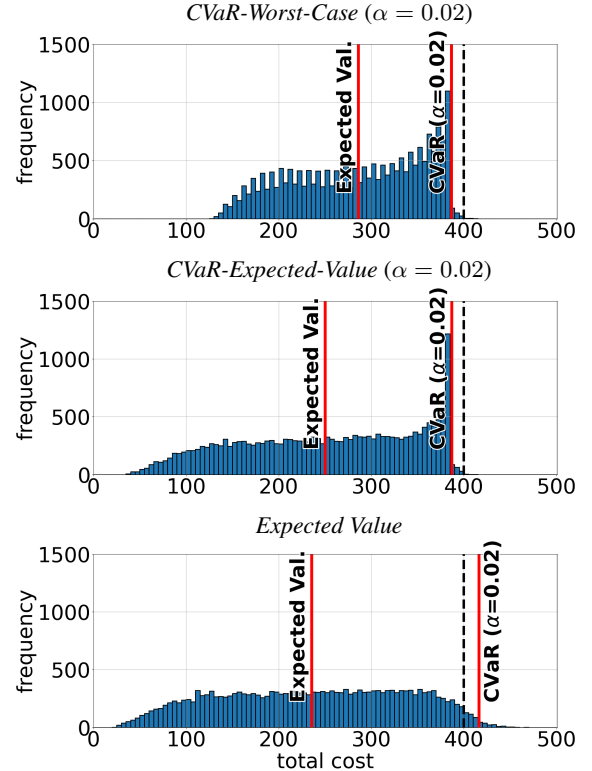 CVaR-Worst-Case (α = 0.02)
1500
1000
500
0
frequency
Expected Val.
CVaR (α=0.02)
0 100 200 300 400 500
CVaR-Expected-Value (α = 0.02)
1500
1000
500
0
frequency
Expected Val.
CVaR (α=0.02)
0 100 200 300 400 500
Expected Value
1500
1000
500
0
frequency
Expected Val.
CVaR (α=0.02)
0 100 200 300 400 500
total cost